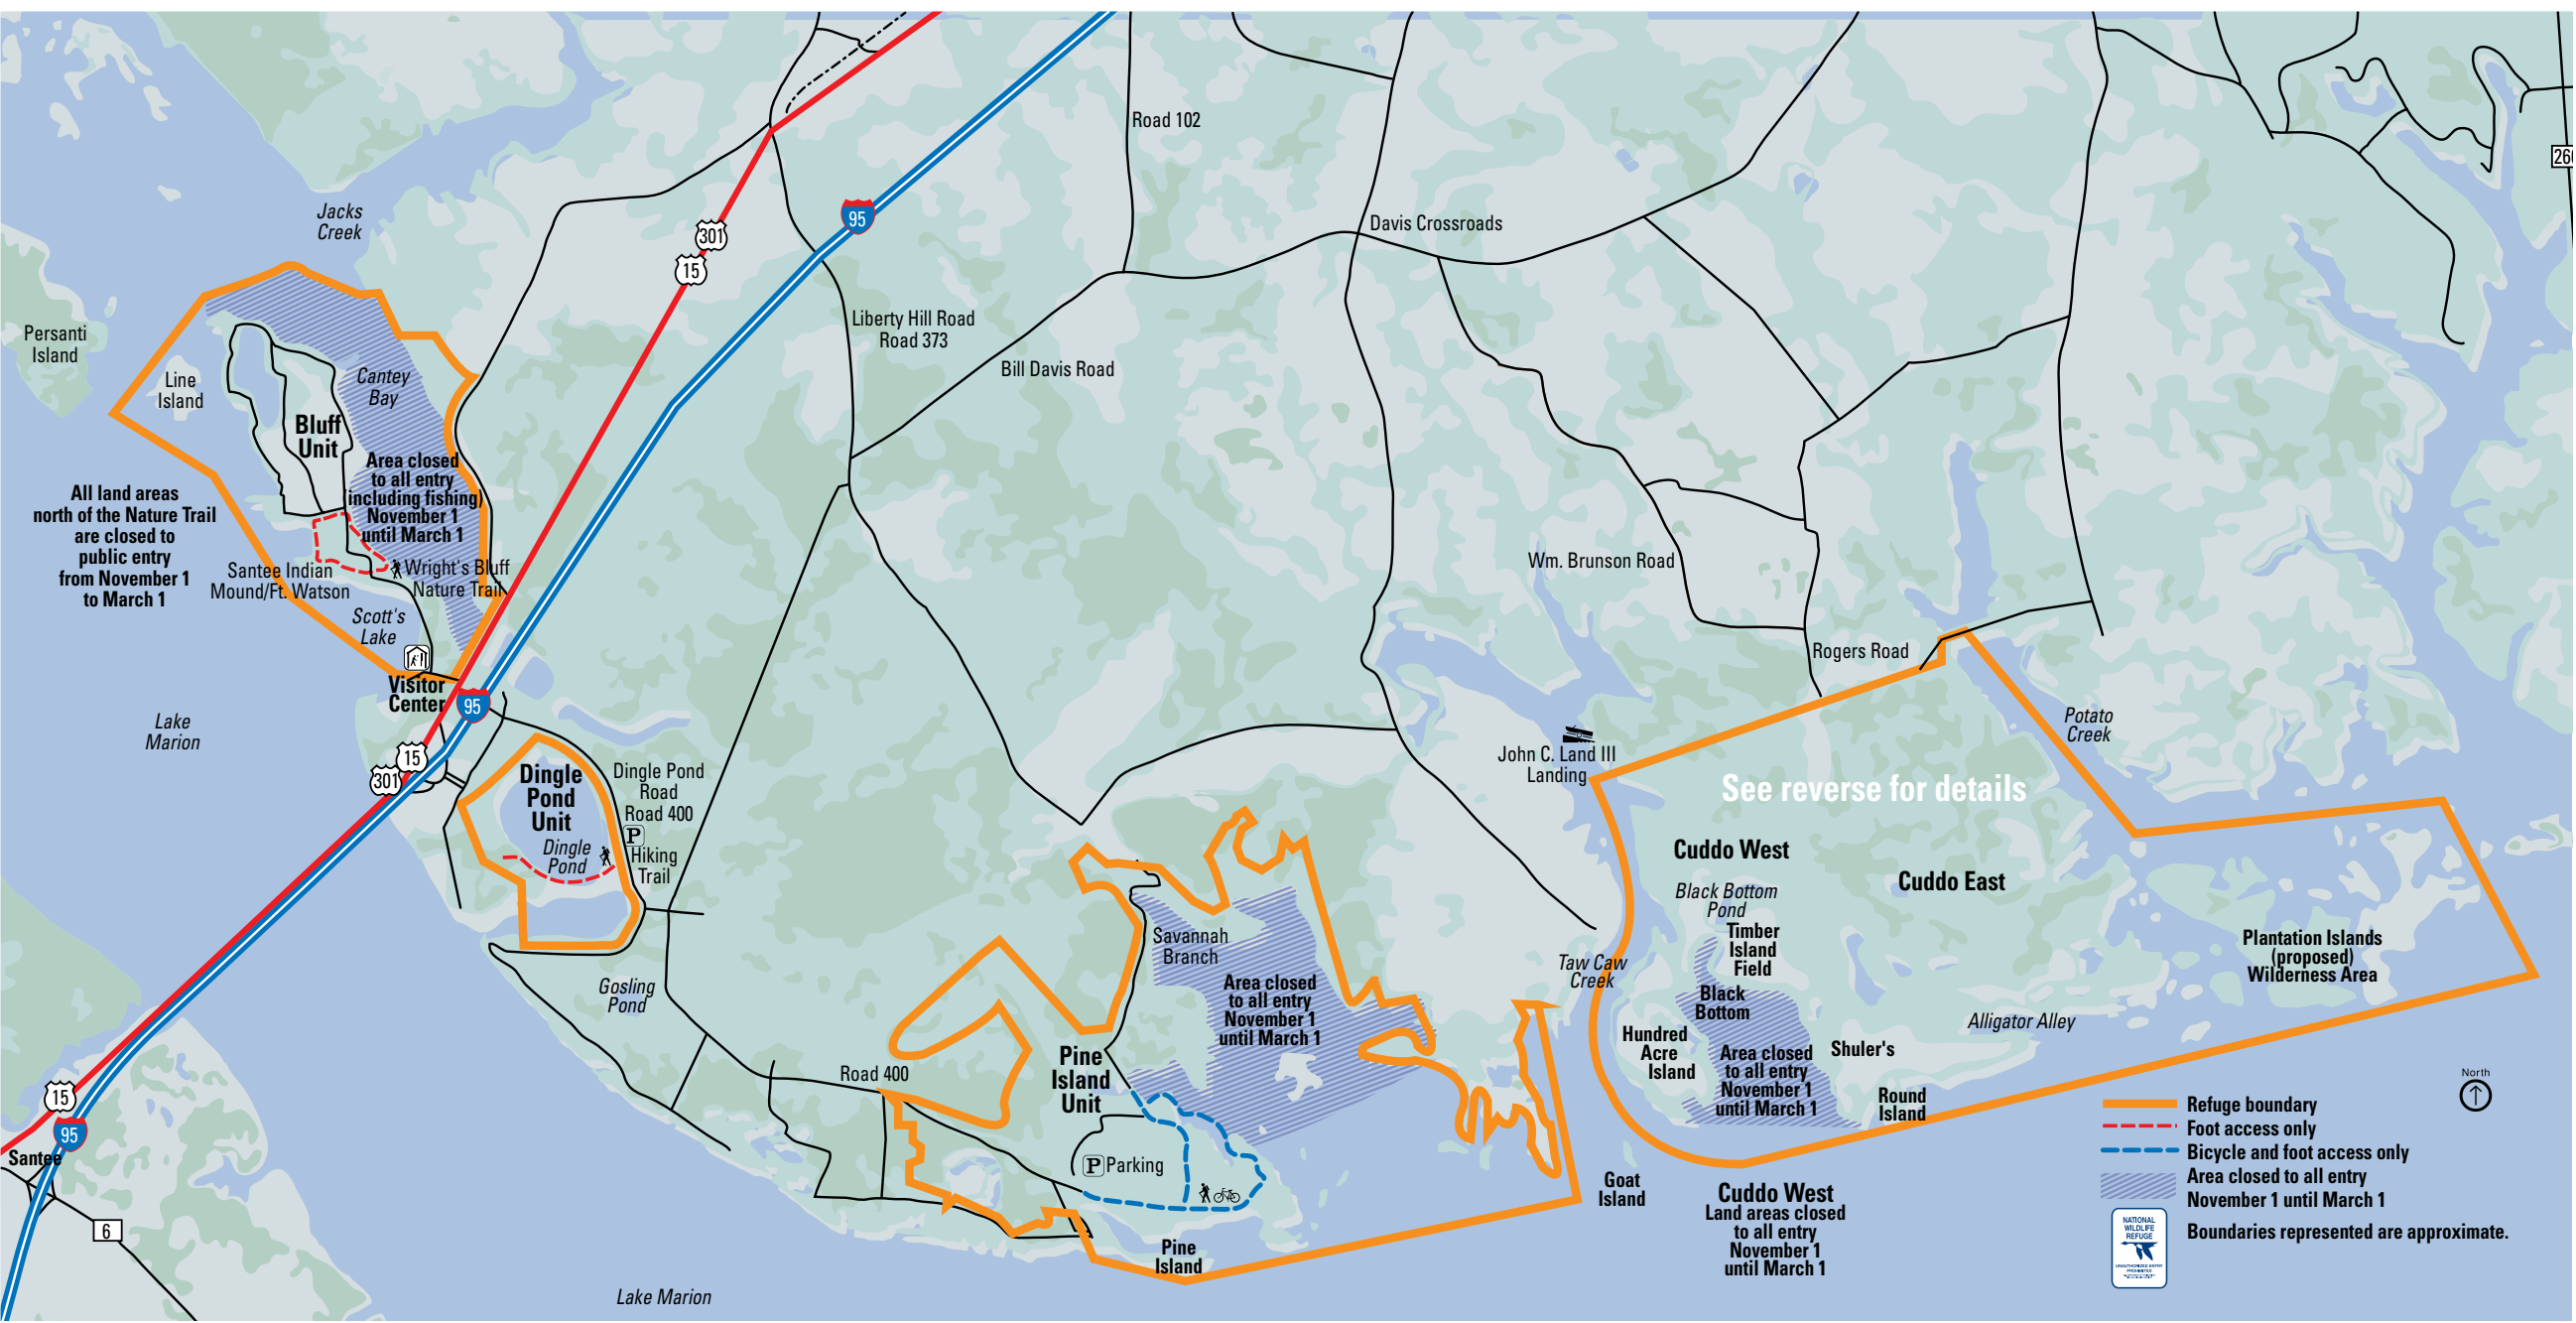 Road 102
260
Jacks
Creek
301
15
95
Davis Crossroads
Persanti
Island
Line
Island
Cantey
Bay
Liberty Hill Road
Road 373
Bill Davis Road
Bluff
Unit
Area closed
to all entry
(including fishing)
November 1
until March 1
All land areas
north of the Nature Trail
are closed to
public entry
from November 1
to March 1
Santee Indian
Mound/Ft. Watson
Wright's Bluff
Nature Trail
Scott's
Lake
Wm. Brunson Road
Rogers Road
Visitor
Center
95
Lake
Marion
15
301
Potato
Creek
John C. Land III
Landing
See reverse for details
Dingle
Pond
Unit
Dingle
Pond
Dingle Pond
Road
Road 400
P
Hiking
Trail
Cuddo West
Cuddo East
Black Bottom
Pond
Timber
Island
Field
Savannah
Branch
Area closed
to all entry
November 1
until March 1
Taw Caw
Creek
Plantation Islands
(proposed)
Wilderness Area
Gosling
Pond
Black
Bottom
Alligator Alley
Hundred
Acre
Island
Area closed
to all entry
November 1
until March 1
Shuler's
Round
Island
Road 400
Pine
Island
Unit
15
95
Santee
6
P Parking
Goat
Island
Pine
Island
Cuddo West
Land areas closed
to all entry
November 1
until March 1
Lake Marion
North
Refuge boundary
Foot access only
Bicycle and foot access only
Area closed to all entry
November 1 until March 1
NATIONAL
WILDLIFE
REFUGE
UNAUTHORIZED ENTRY
PROHIBITED
Boundaries represented are approximate.